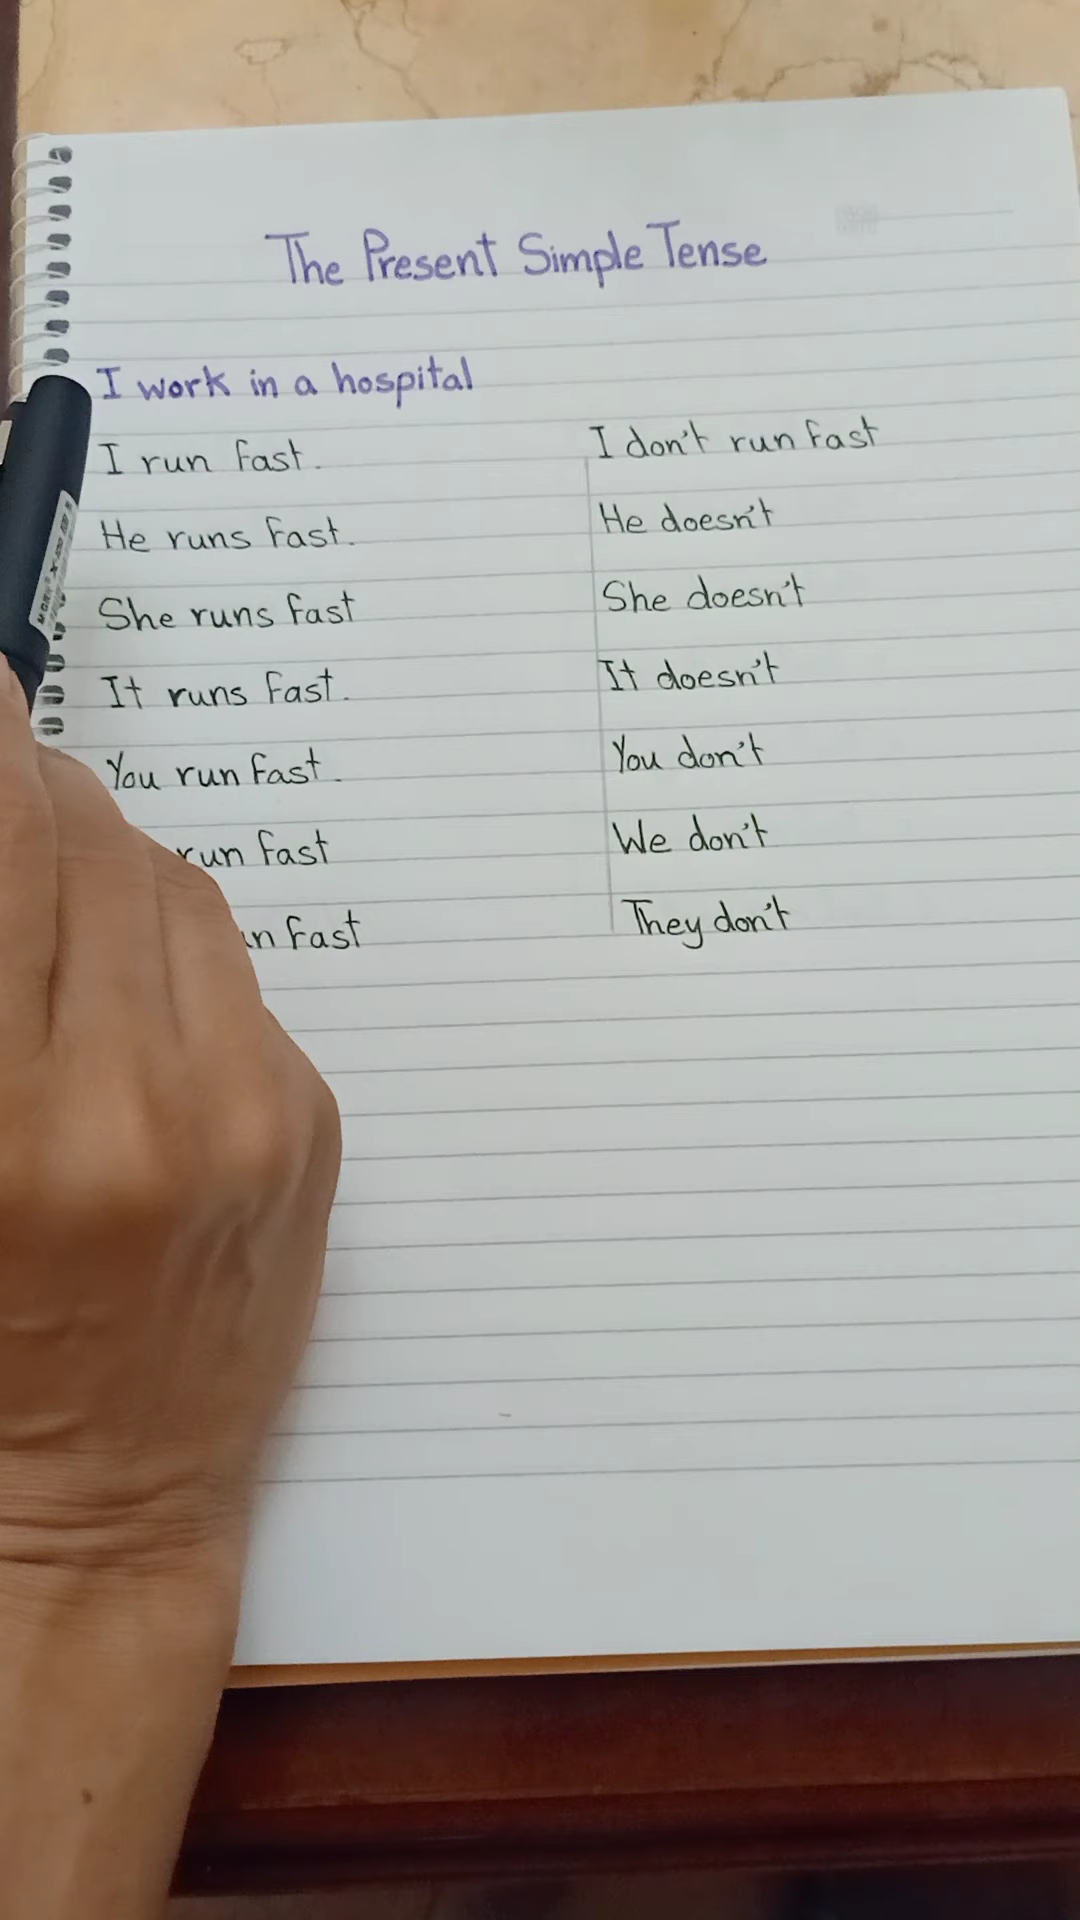 The Present Simple Tense
I work in a hospital
I run fast.
I don't run fast
He runs fast.
He doesn't
She runs fast
She doesn't
It runs fast.
It doesn't
You run fast.
You don't
run fast
We don't
fast
They don't